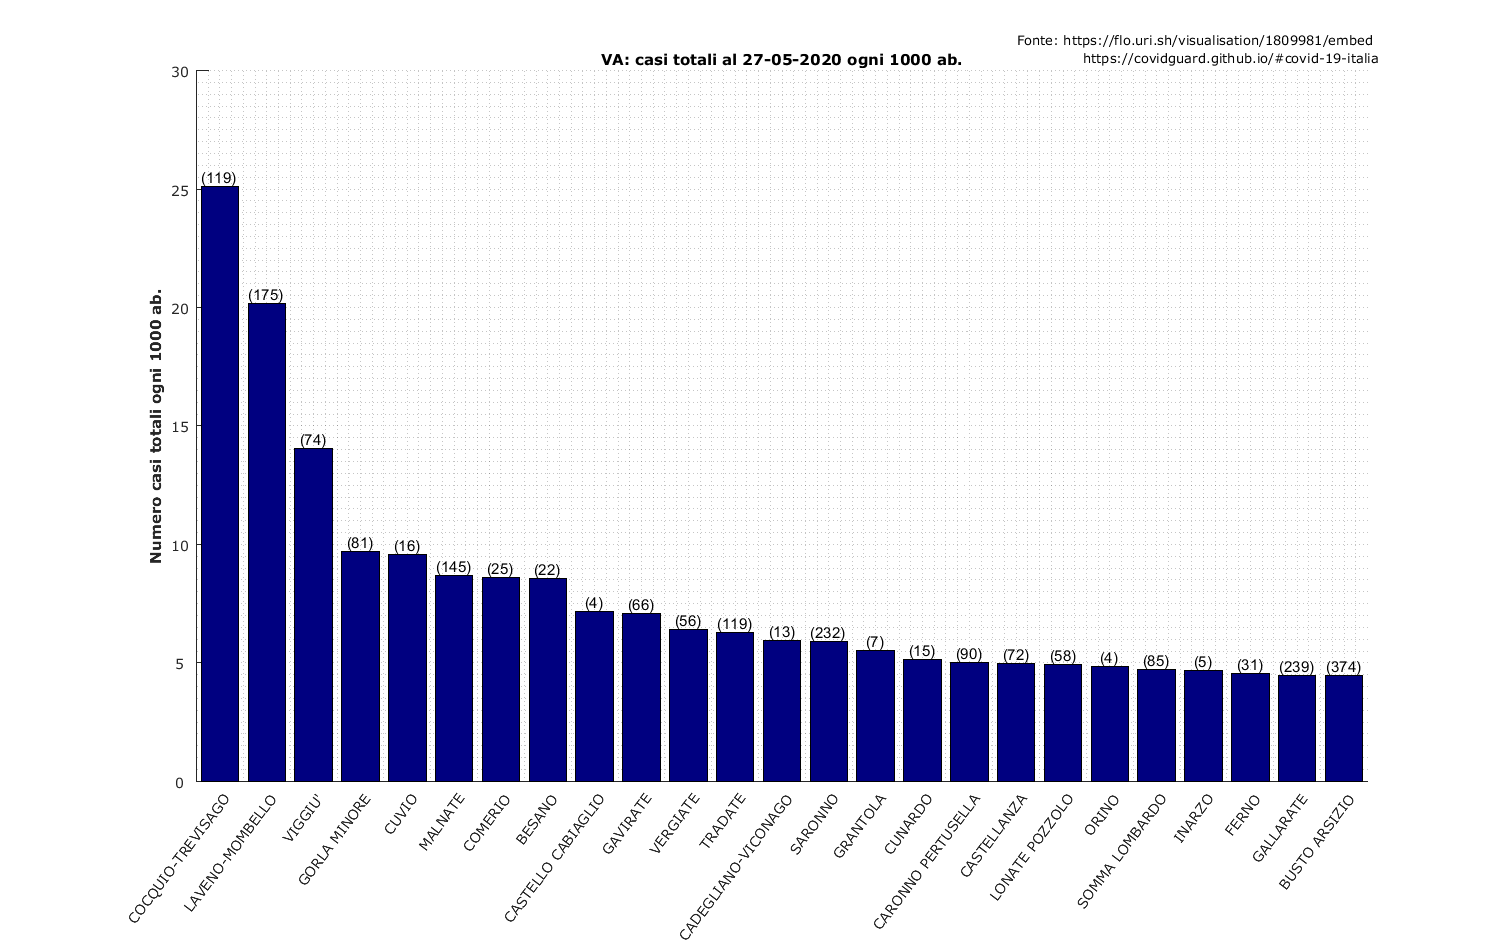 Fonte: https://flo.uri.sh/visualisation/1809981/embed
https://covidguard.github.io/#covid-19-italia
VA: casi totali al 27-05-2020 ogni 1000 ab.
Numero casi totali ogni 1000 ab.
30
25
20
15
10
5
0
(119)
(175)
(74)
(81)
(16)
(145)
(25)
(22)
(4)
(66)
(56)
(119)
(13)
(232)
(7)
(15)
(90)
(72)
(58)
(4)
(85)
(5)
(31)
(239)
(374)
COCQUIO-TREVISAGO
LAVENO-MOMBELLO
VIGGIU'
GORLA MINORE
CUVIO
MALNATE
COMERIO
BESANO
CASTELLO CABIAGLIO
GAVIRATE
VERGIATE
TRADATE
CADEGLIANO-VICONAGO
SARONNO
GRANTOLA
CUNARDO
CARONNO PERTUSELLA
CASTELLANZA
LONATE POZZOLO
ORINO
SOMMA LOMBARDO
INARZO
FERNO
GALLARATE
BUSTO ARSIZIO